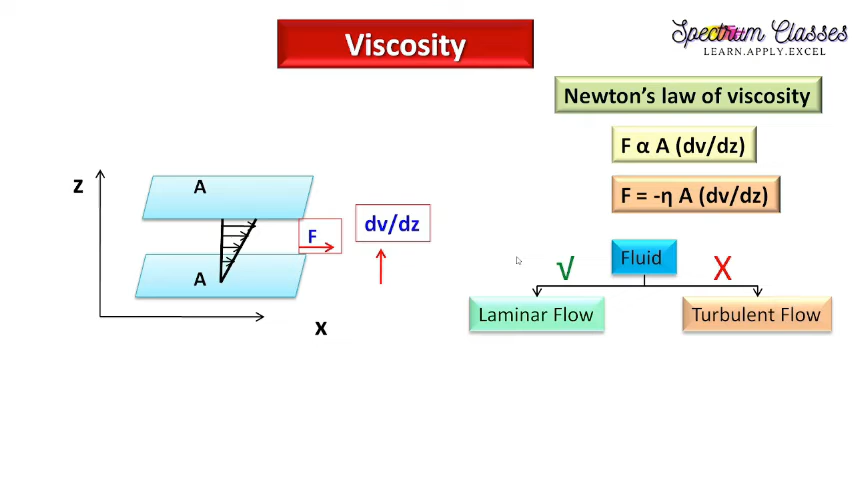 Viscosity
Spectrum Classes
LEARN.APPLY.EXCEL
Newton's law of viscosity
F α A (dv/dz)
F = -η A (dv/dz)
z
A
F
dv/dz
A
x
Fluid
√
X
Laminar Flow
Turbulent Flow